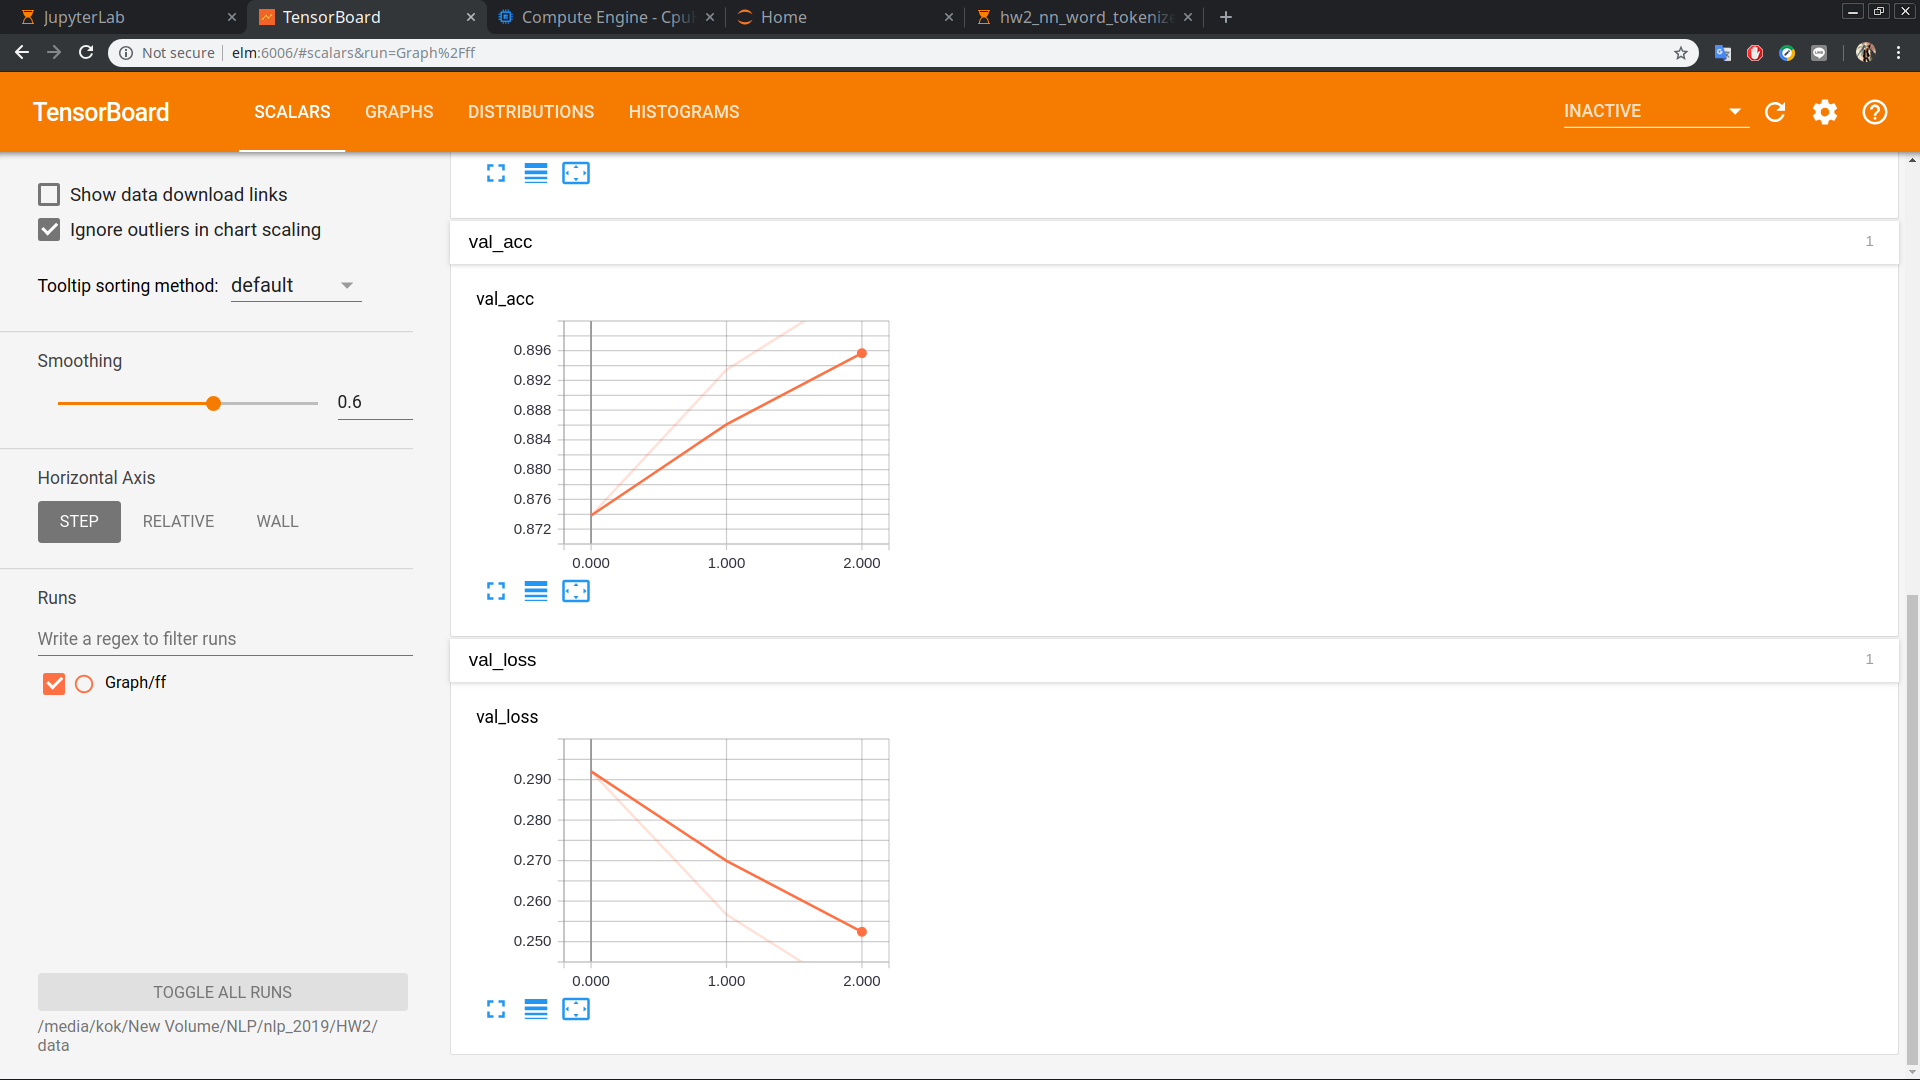 JupyterLab
TensorBoard
Compute Engine - Cpu
Home
hw2_nn_word_tokeniz
Not secure
elm:6006/#scalars&run=Graph%2Fff
TensorBoard
SCALARS
GRAPHS
DISTRIBUTIONS
HISTOGRAMS
INACTIVE
Show data download links
Ignore outliers in chart scaling
Tooltip sorting method: default
Smoothing
0.6
Horizontal Axis
STEP
RELATIVE
WALL
Runs
Write a regex to filter runs
Graph/ff
TOGGLE ALL RUNS
/media/kok/New Volume/NLP/nlp_2019/HW2/
data
val_acc
1
val_acc
0.896
0.892
0.888
0.884
0.880
0.876
0.872
0.000
1.000
2.000
val_loss
1
val_loss
0.290
0.280
0.270
0.260
0.250
0.000
1.000
2.000